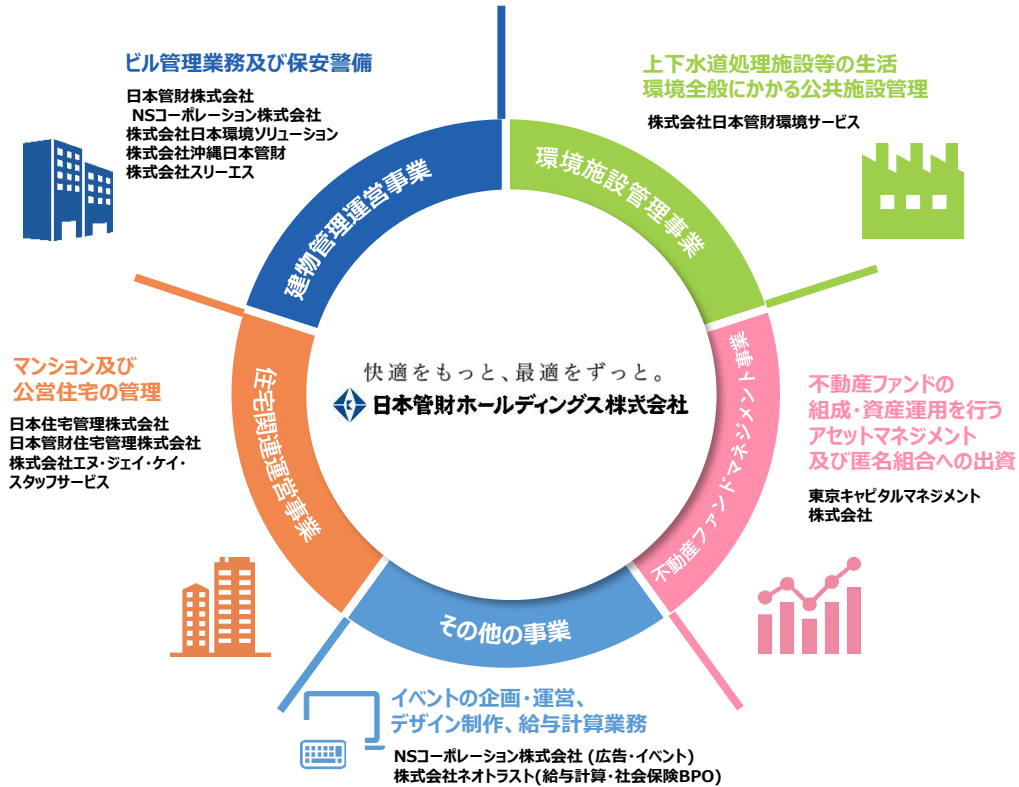 ビル管理業務及び保安警備
日本管財株式会社
NSコーポレーション株式会社
株式会社日本環境ソリューション
株式会社沖縄日本管財
株式会社スリーエス
建物管理運営事業
上下水道処理施設等の生活
環境全般にかかる公共施設管理
株式会社日本管財環境サービス
環境施設管理事業
マンション及び
公営住宅の管理
日本住宅管理株式会社
日本管財住宅管理株式会社
株式会社エヌ・ジェイ・ケイ・
スタッフサービス
住宅関連運営事業
快適をもっと、最適をずっと。
日本管財ホールディングス株式会社
不動産ファンドマネジメント事業
不動産ファンドの
組成・資産運用を行う
アセットマネジメント
及び匿名組合への出資
東京キャピタルマネジメント
株式会社
その他の事業
イベントの企画・運営、
デザイン制作、給与計算業務
NSコーポレーション株式会社 (広告・イベント)
株式会社ネオトラスト(給与計算・社会保険BPO)